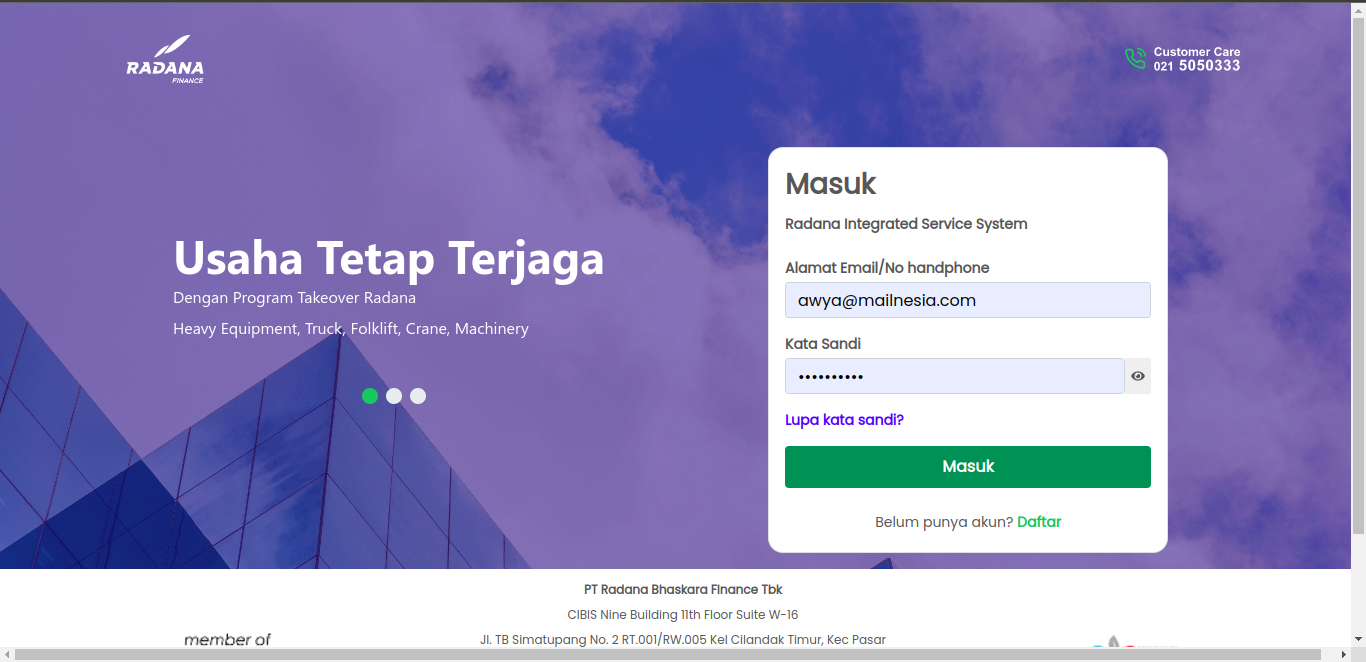 RADANA
FINANCE
Customer Care
021 5050333
Usaha Tetap Terjaga
Dengan Program Takeover Radana
Heavy Equipment, Truck, Folklift, Crane, Machinery
Masuk
Radana Integrated Service System
Alamat Email/No handphone
awya@mailnesia.com
Kata Sandi
••••••••••
Lupa kata sandi?
Masuk
Belum punya akun? Daftar
PT Radana Bhaskara Finance Tbk
CIBIS Nine Building 11th Floor Suite W-16
Jl. TB Simatupang No. 2 RT.001/RW.005 Kel Cilandak Timur, Kec Pasar
member of